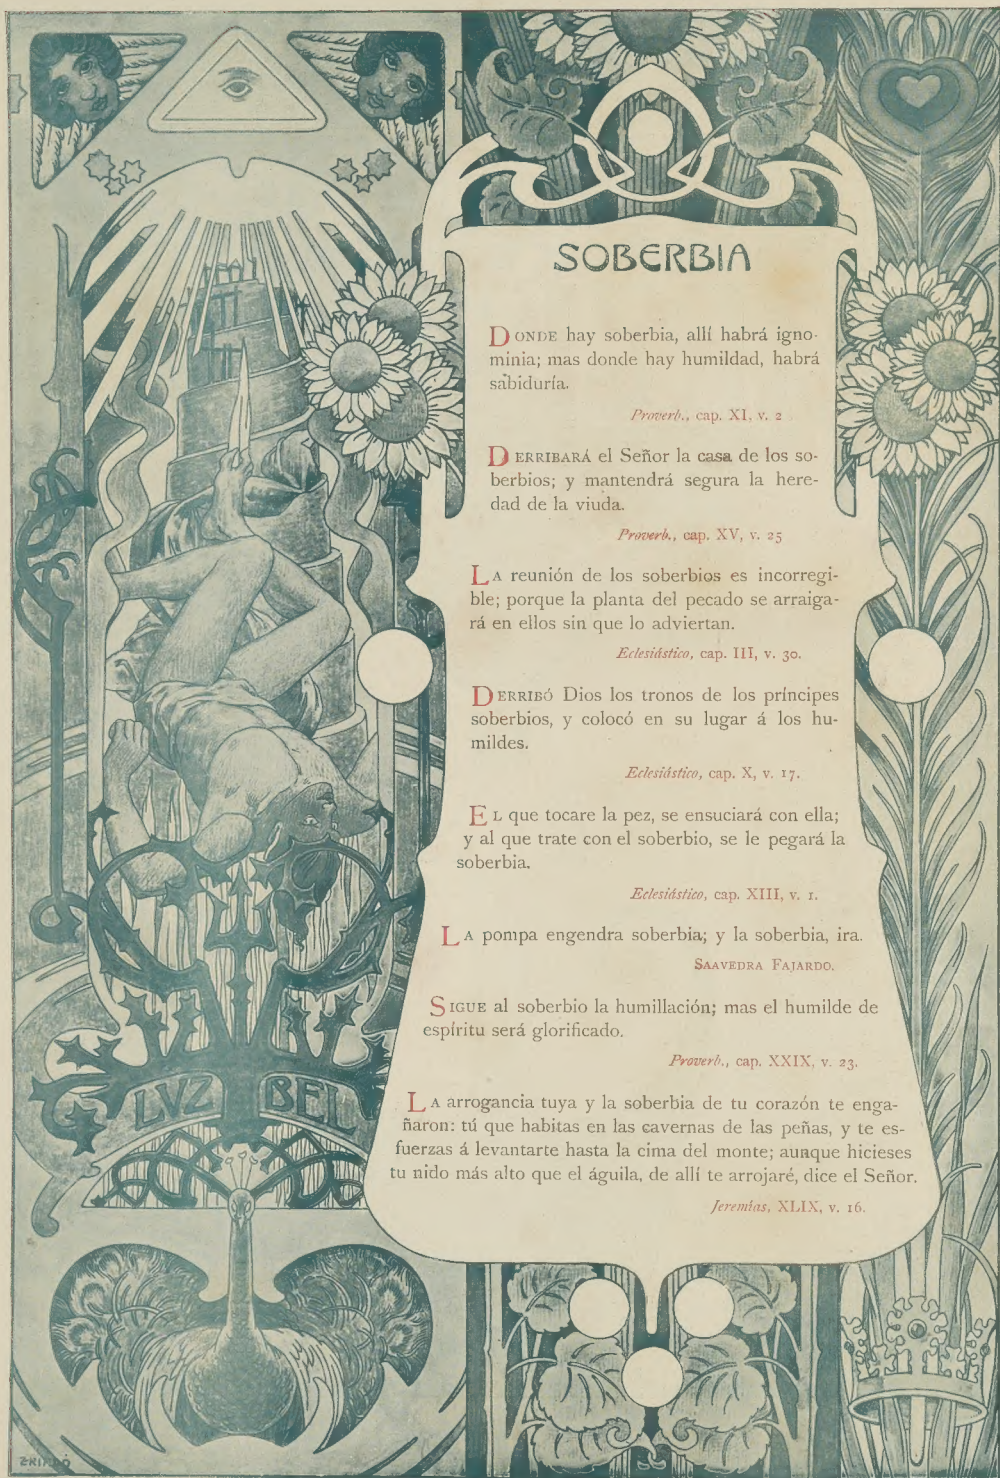 SOBERBIA
DONDE hay soberbia, allí habrá igno-
minia; mas donde hay humildad, habrá
sabiduría.
Proverb., cap. XI, v. 2
DERRIBARÁ el Señor la casa de los so-
berbios; y mantendrá segura la here-
dad de la viuda.
Proverb., cap. XV, v. 25
LA reunión de los soberbios es incorregi-
ble; porque la planta del pecado se arraiga-
rá en ellos sin que lo adviertan.
Eclesiástico, cap. III, v. 30.
DERRIBÓ Dios los tronos de los príncipes
soberbios, y colocó en su lugar á los hu-
mildes.
Eclesiástico, cap. X, v. 17.
EL que tocare la pez, se ensuciará con ella;
y al que trate con el soberbio, se le pegará la
soberbia.
Eclesiástico, cap. XIII, v. 1.
LA pompa engendra soberbia; y la soberbia, ira.
SAAVEDRA FAJARDO.
SIGUE al soberbio la humillación; mas el humilde de
espíritu será glorificado.
Proverb., cap. XXIX, v. 23.
LA arrogancia tuya y la soberbia de tu corazón te enga-
ñaron: tú que habitas en las cavernas de las peñas, y te es-
fuerzas á levantarte hasta la cima del monte; aunque hicieses
tu nido más alto que el águila, de allí te arrojaré, dice el Señor.
Jeremías, XLIX, v. 16.
LVZ BEL